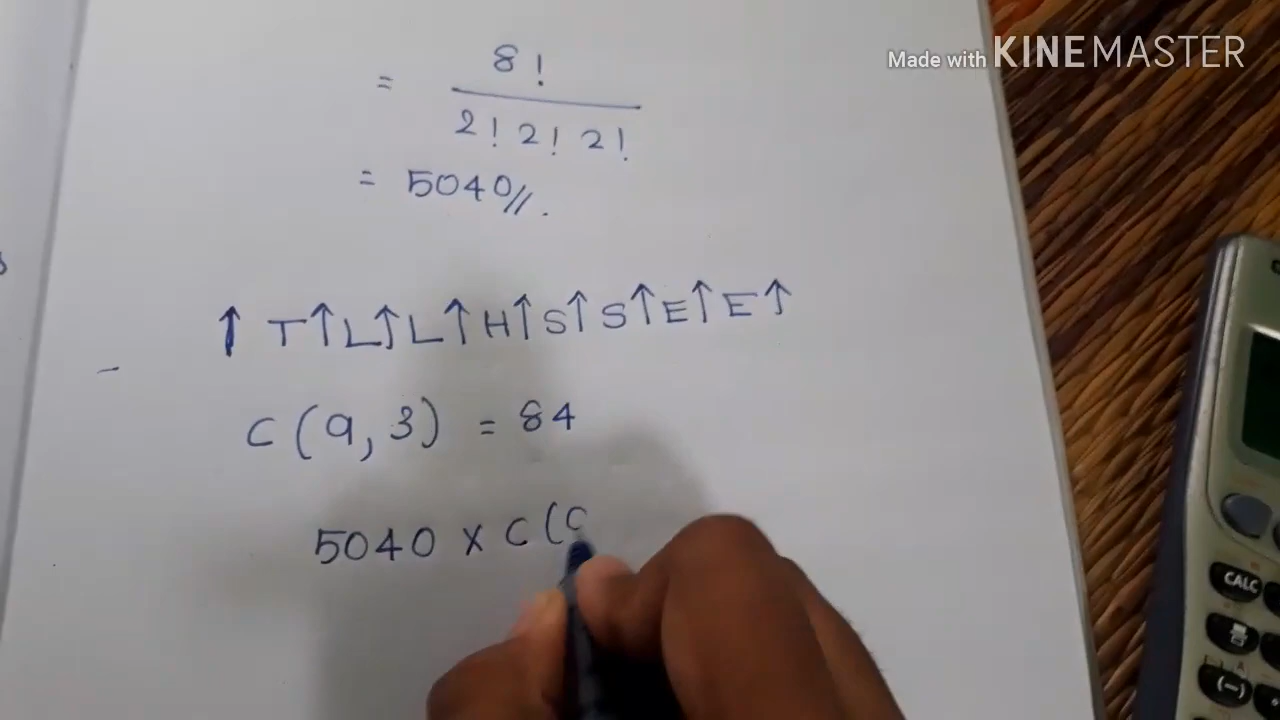 Made with KINEMASTER
= 8!
2! 2! 2!
= 5040//.
↑ T ↑ L ↑ L ↑ H ↑ S ↑ S ↑ E ↑ E ↑
C (9, 3) = 84
5040 x C (
CALC
(-)